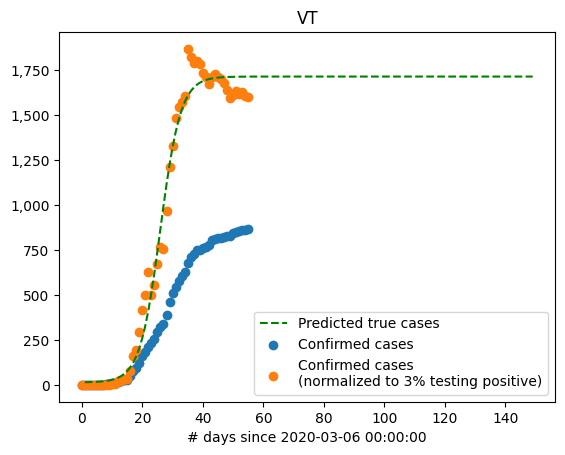 VT
1,750
1,500
1,250
1,000
750
500
250
0
0 20 40 60 80 100 120 140
# days since 2020-03-06 00:00:00
Predicted true cases
Confirmed cases
Confirmed cases
(normalized to 3% testing positive)